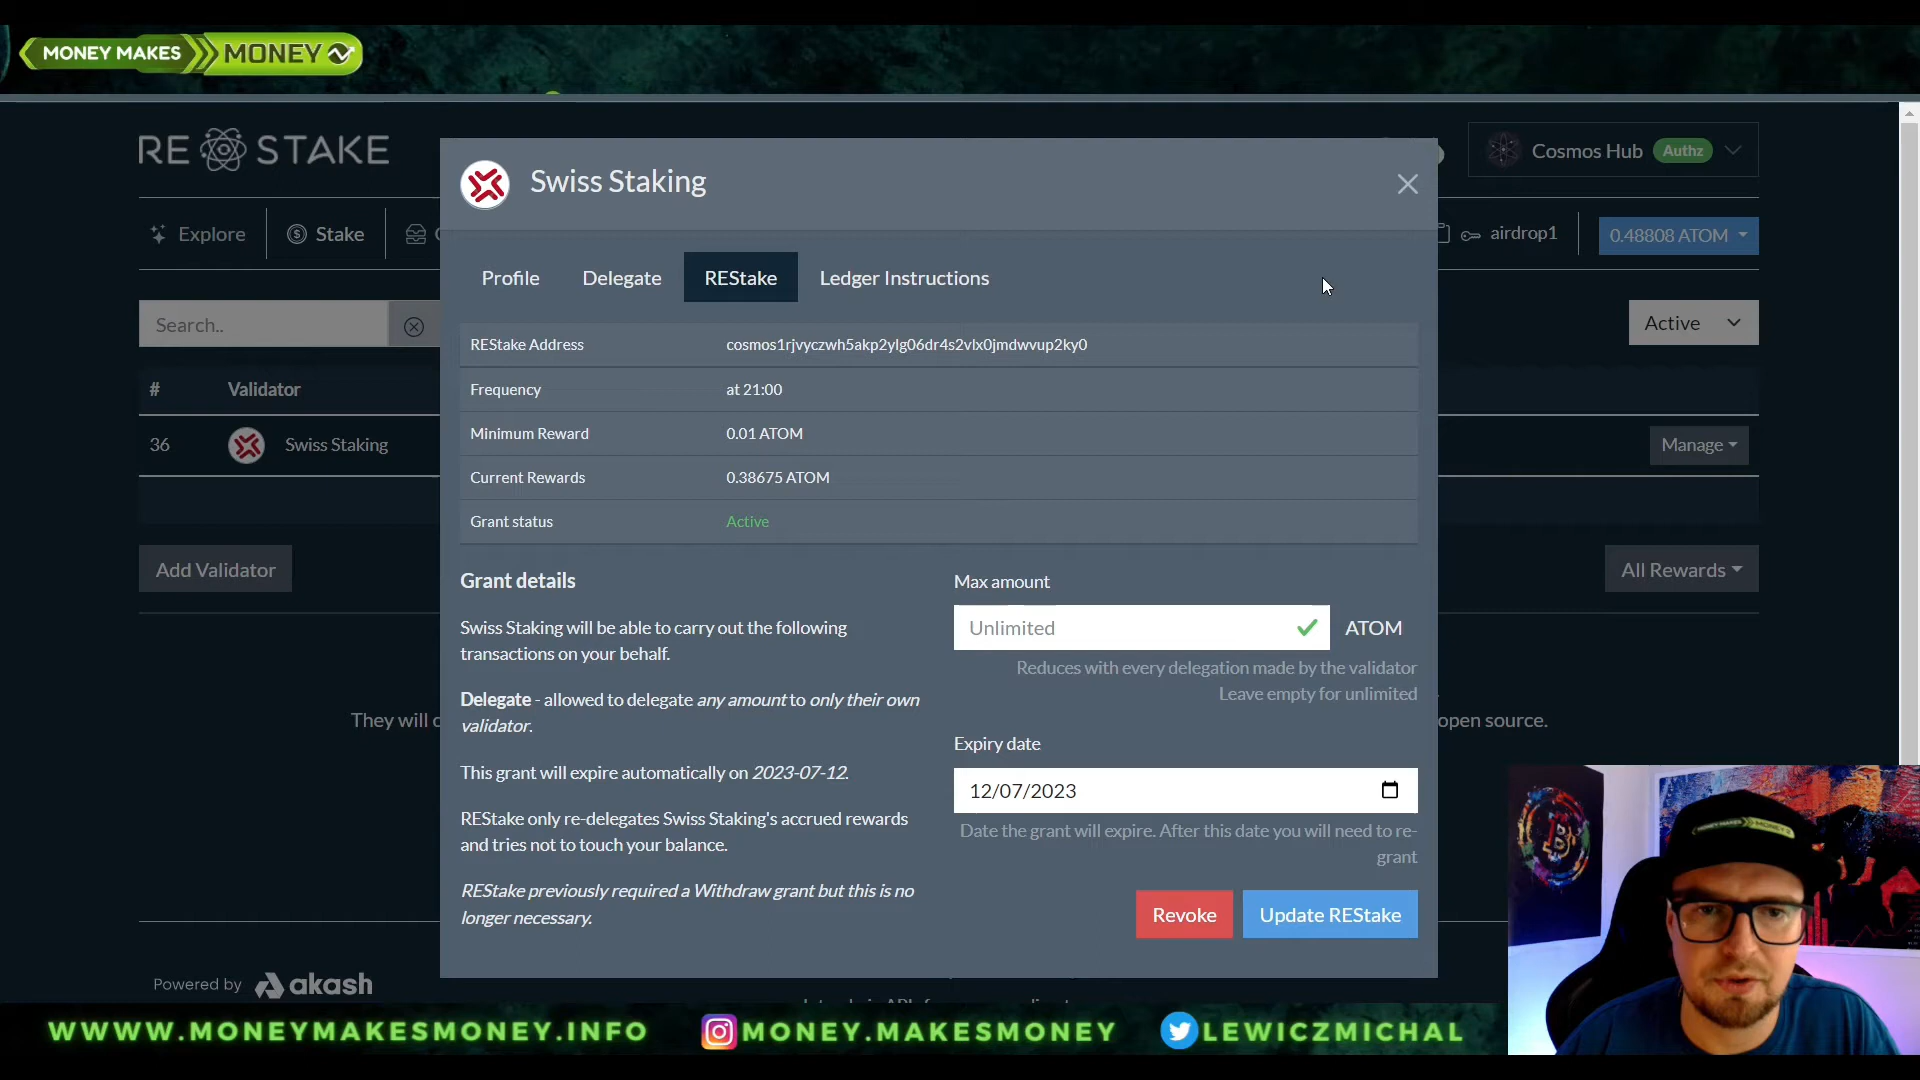 MONEY MAKES MONEY
RE STAKE
Swiss Staking
Cosmos Hub Authz
Explore
Stake
airdrop1
0.48808 ATOM
Profile
Delegate
REStake
Ledger Instructions
Search..
Active
REStake Address cosmos1rjvyczwh5akp2ylg06dr4s2vlx0jmdwvup2ky0
Frequency at 21:00
Minimum Reward 0.01 ATOM
Current Rewards 0.38675 ATOM
Grant status Active
# Validator
36 Swiss Staking
Manage
Add Validator
All Rewards
Grant details
Swiss Staking will be able to carry out the following
transactions on your behalf.
Delegate - allowed to delegate any amount to only their own
validator.
This grant will expire automatically on 2023-07-12.
REStake only re-delegates Swiss Staking's accrued rewards
and tries not to touch your balance.
REStake previously required a Withdraw grant but this is no
longer necessary.
Max amount
Unlimited ATOM
Reduces with every delegation made by the validator
Leave empty for unlimited
Expiry date
12/07/2023
Date the grant will expire. After this date you will need to re-
grant
Revoke
Update REStake
They will
open source.
Powered by akash
WWWW.MONEYMAKESMONEY.INFO
MONEY.MAKESMONEY
LEWICZMICHAL